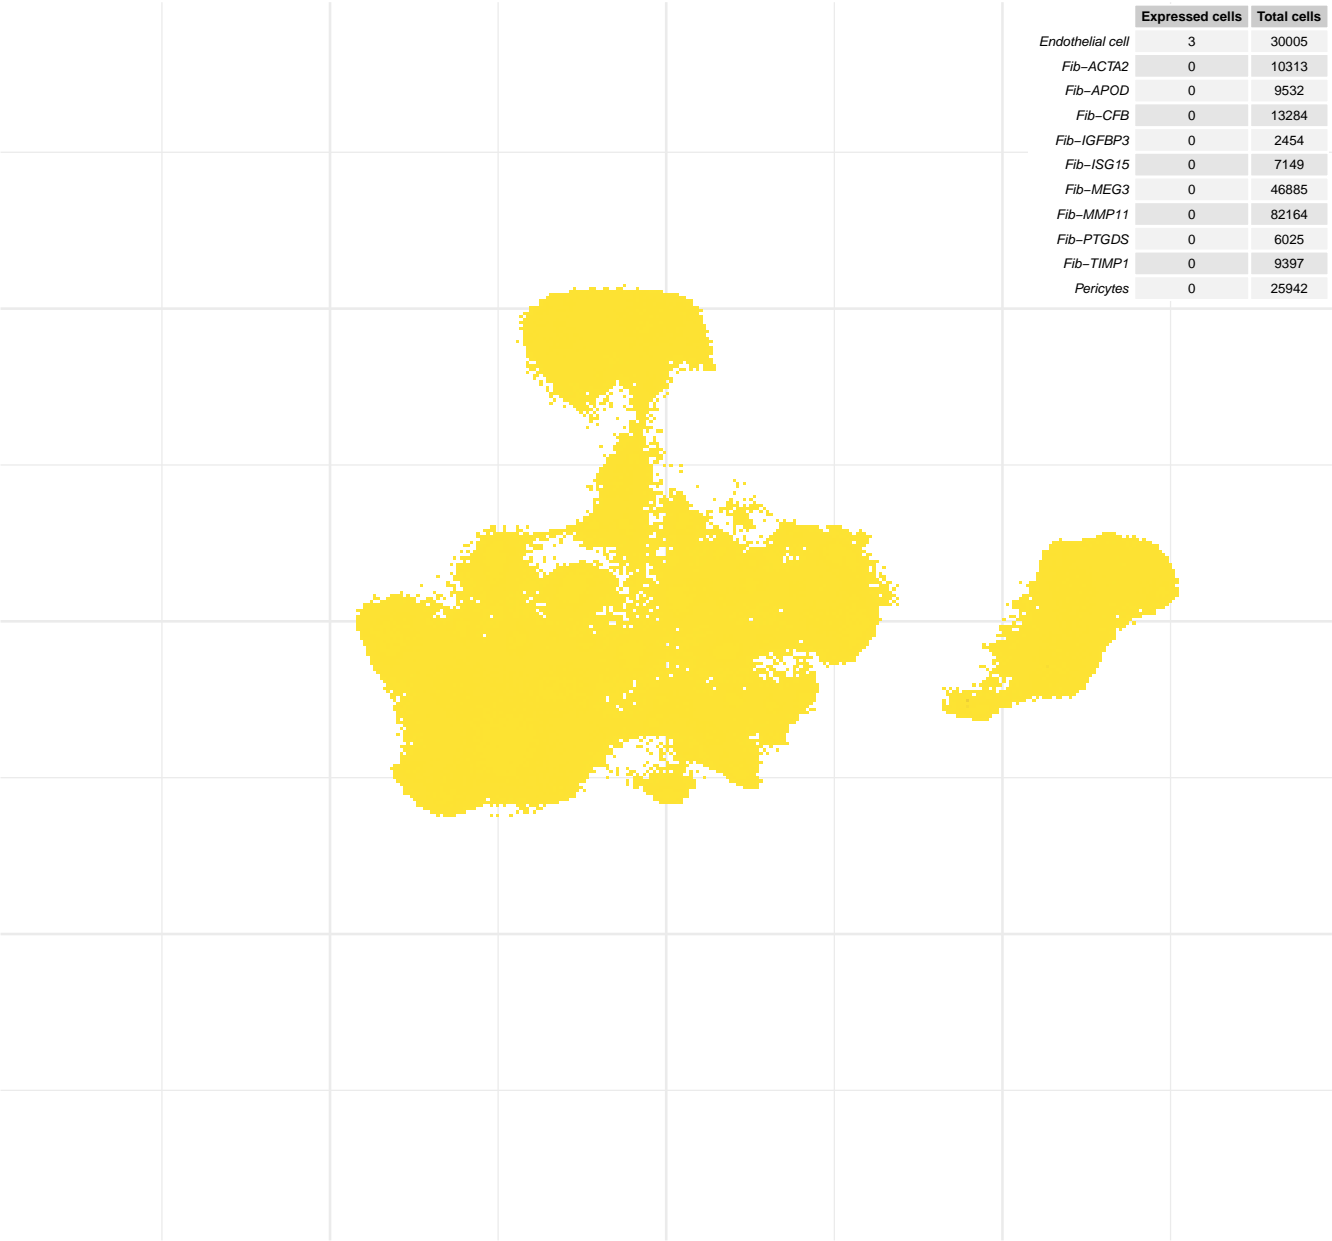 Expressed cells Total cells
Endothelial cell 3 30005
Fib−ACTA2 0 10313
Fib−APOD 0 9532
Fib−CFB 0 13284
Fib−IGFBP3 0 2454
Fib−ISG15 0 7149
Fib−MEG3 0 46885
Fib−MMP11 0 82164
Fib−PTGDS 0 6025
Fib−TIMP1 0 9397
Pericytes 0 25942